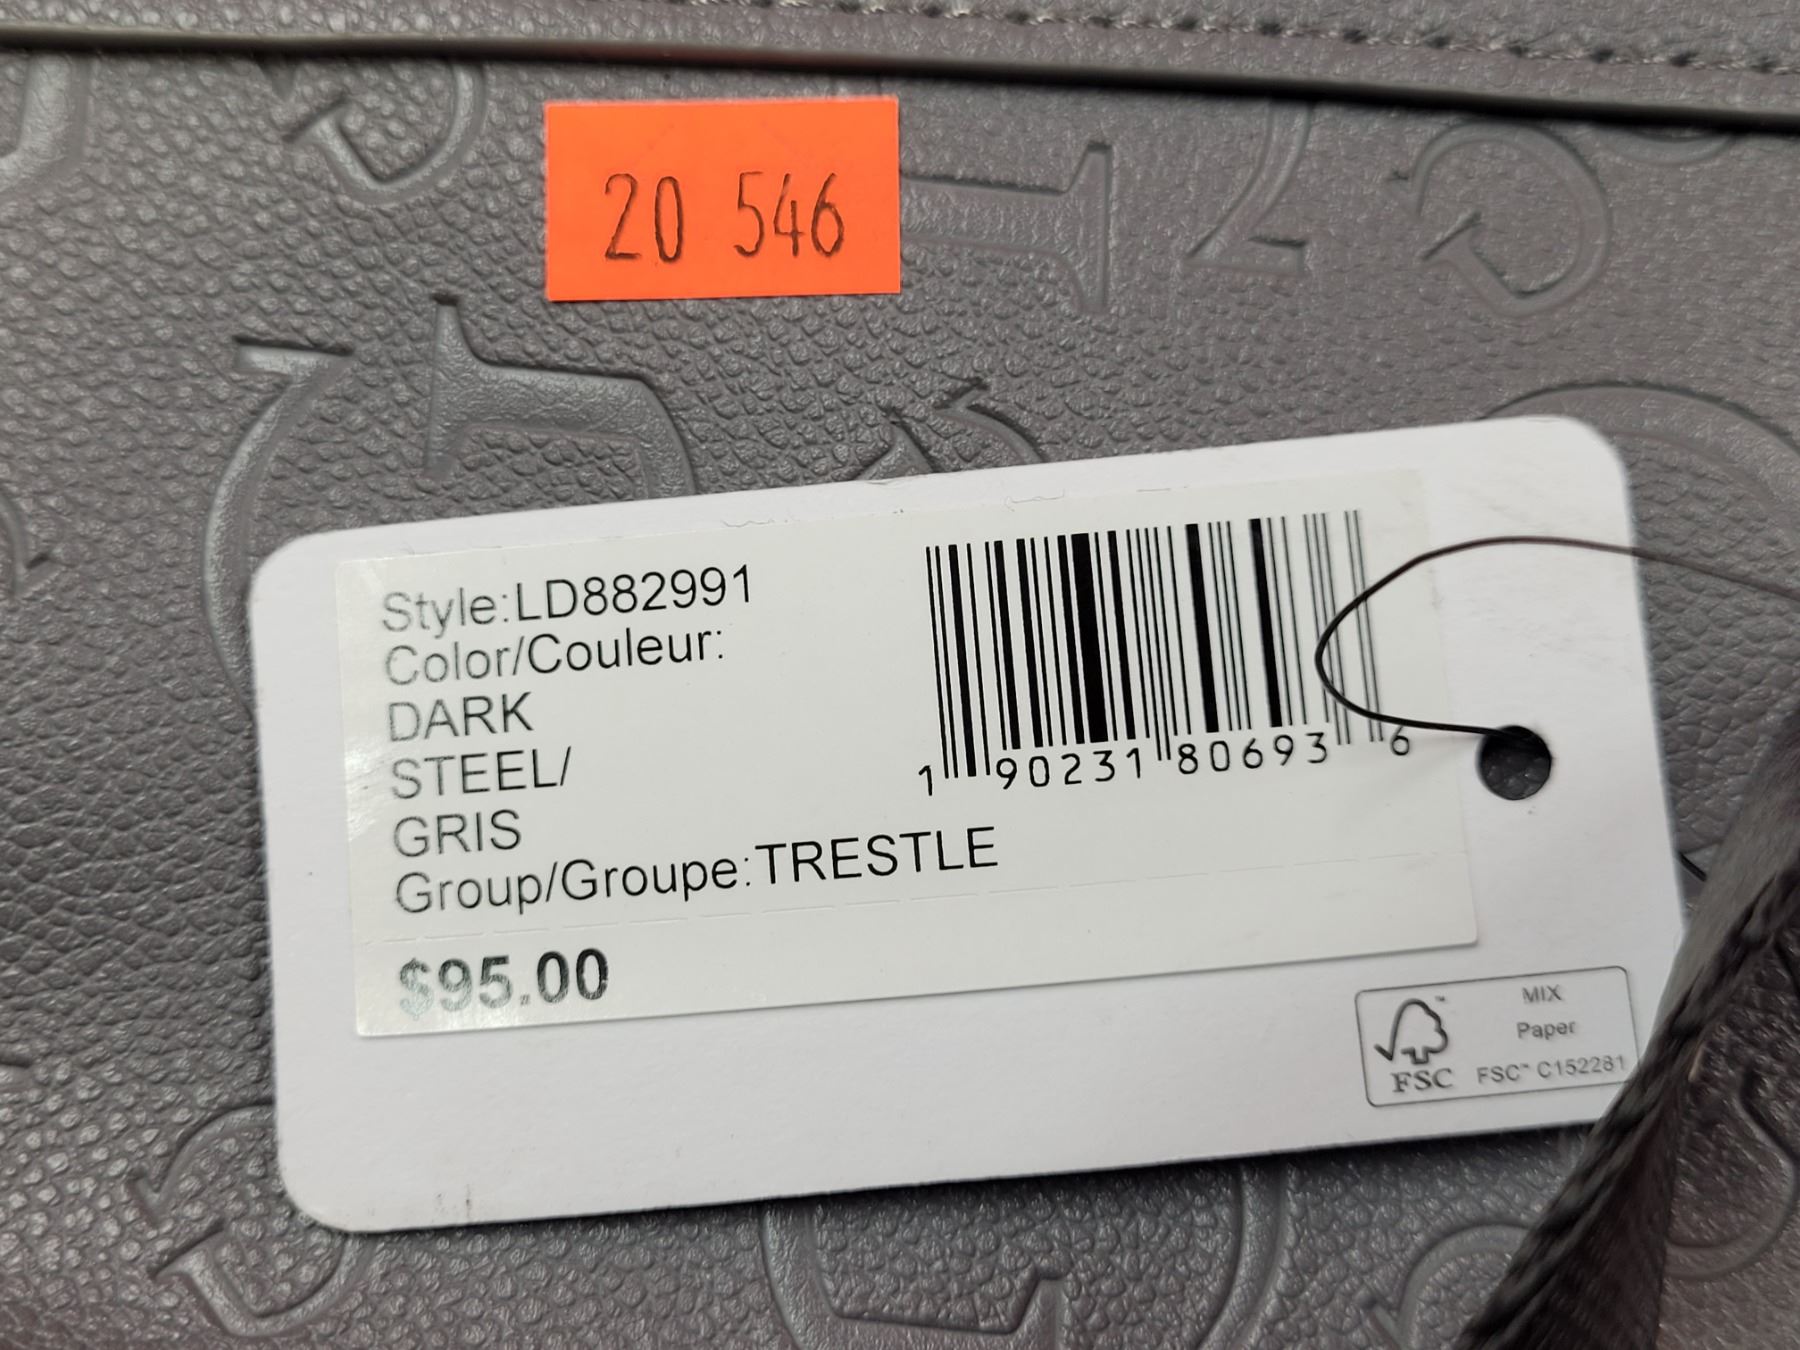 20 546
Style:LD882991
Color/Couleur:
DARK
STEEL/
GRIS
Group/Groupe:TRESTLE
$95.00
1 90231 80693 6
MIX
Paper
FSC™ C152281
FSC